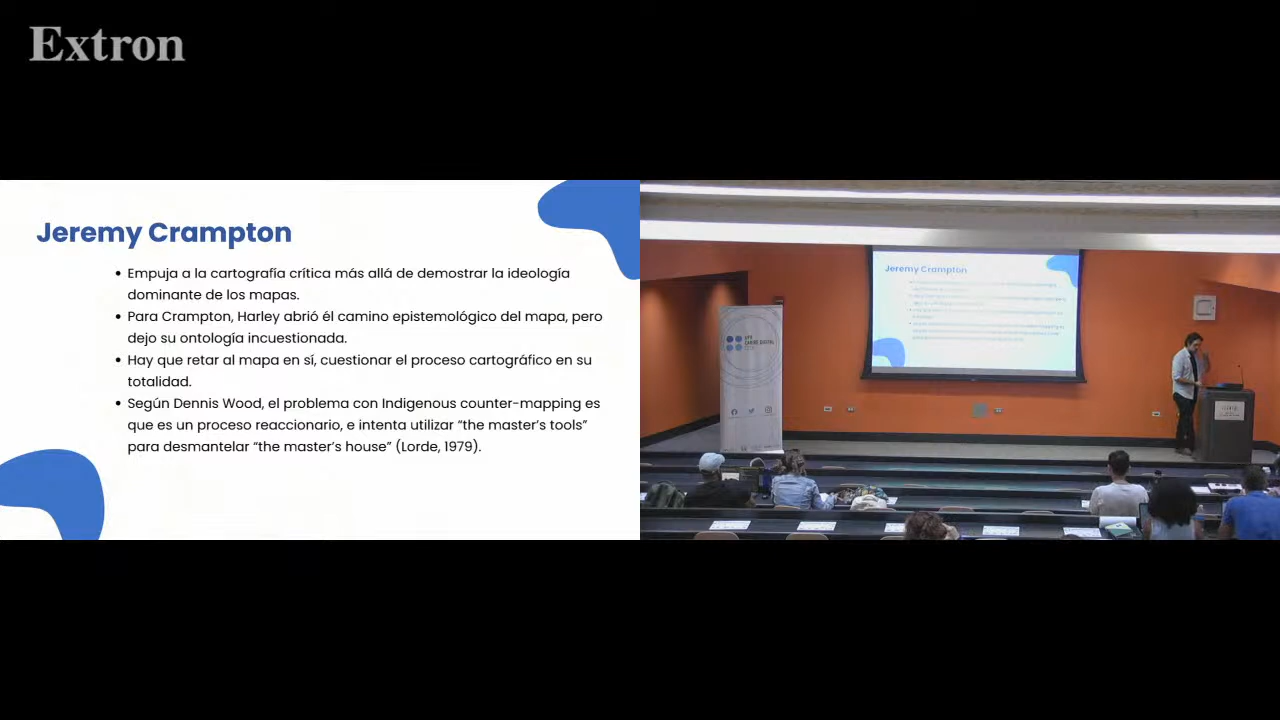 Extron
Jeremy Crampton
• Empuja a la cartografía crítica más allá de demostrar la ideología
dominante de los mapas.
• Para Crampton, Harley abrió él camino epistemológico del mapa, pero
dejo su ontología incuestionada.
• Hay que retar al mapa en sí, cuestionar el proceso cartográfico en su
totalidad.
• Según Dennis Wood, el problema con Indigenous counter-mapping es
que es un proceso reaccionario, e intenta utilizar “the master’s tools”
para desmantelar “the master’s house” (Lorde, 1979).
Jeremy Crampton